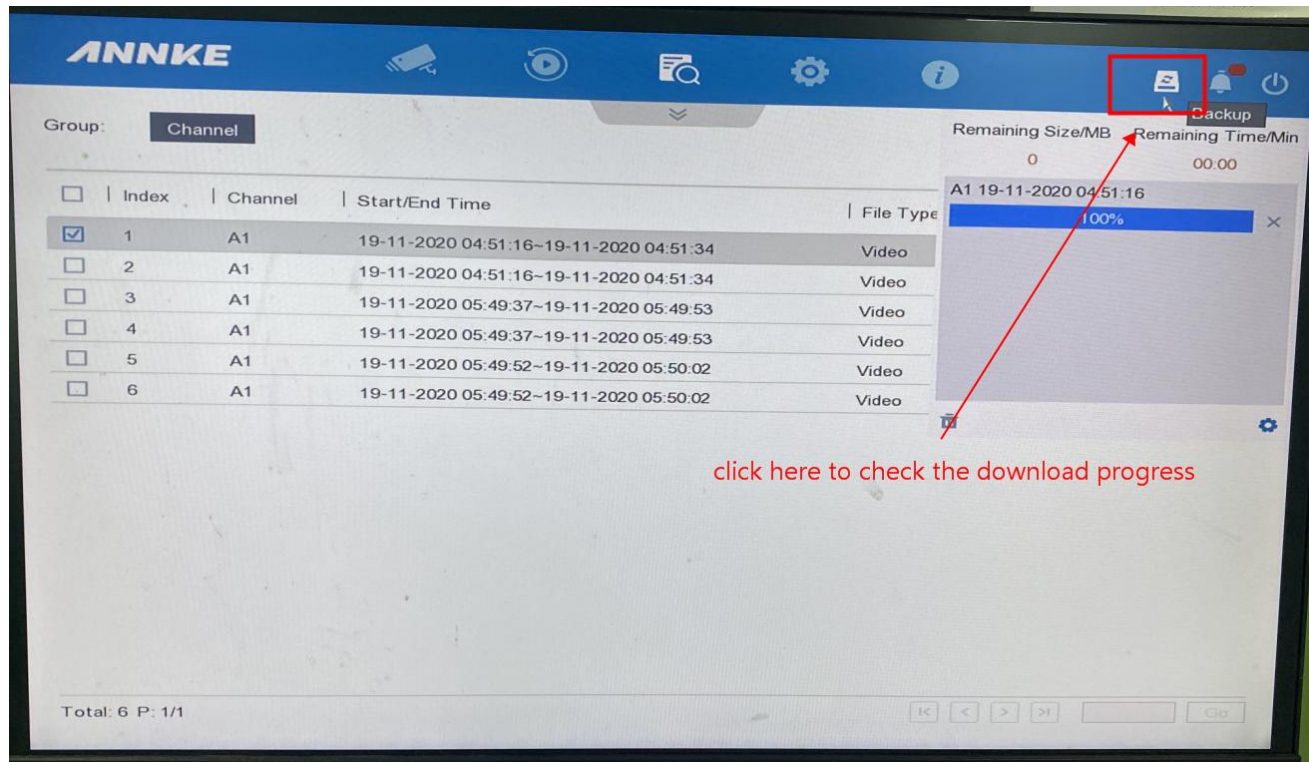 ANNKE
Backup
Group: Channel
Remaining Size/MB Remaining Time/Min
0 00:00
Index Channel Start/End Time File Type
A1 19-11-2020 04:51:16
100%
1 A1 19-11-2020 04:51:16~19-11-2020 04:51:34 Video
2 A1 19-11-2020 04:51:16~19-11-2020 04:51:34 Video
3 A1 19-11-2020 05:49:37~19-11-2020 05:49:53 Video
4 A1 19-11-2020 05:49:37~19-11-2020 05:49:53 Video
5 A1 19-11-2020 05:49:52~19-11-2020 05:50:02 Video
6 A1 19-11-2020 05:49:52~19-11-2020 05:50:02 Video
click here to check the download progress
Total: 6 P: 1/1
Go